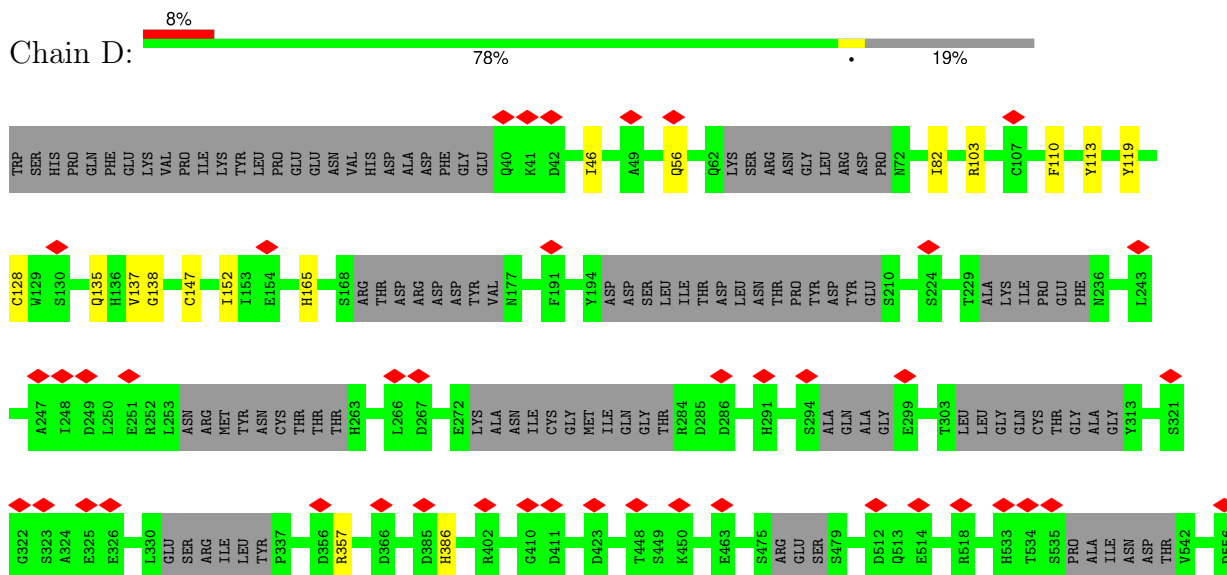 8%
Chain D:
78%
•
19%
TRP SER HIS PRO GLN PHE GLU LYS VAL PRO ILE LYS TYR LEU PRO GLU GLU ASN VAL HIS ASP ALA ASP PHE GLY GLU Q40 K41 D42 I46 A49 Q56 Q62 LYS SER ARG ASN GLY LEU ARG ASP PRO N72 I82 R103 C107 F110 Y113 Y119
C128 W129 S130 Q135 H136 V137 G138 C147 I152 I153 E154 H165 S168 ARG THR ASP ARG ASP ASP TYR VAL N177 F191 Y194 ASP ASP SER LEU ILE THR ASP LEU ASN THR PRO TYR ASP TYR GLU S210 S224 T229 ALA LYS ILE PRO GLU PHE N236 L243
A247 I248 D249 L250 E251 R252 L253 ASN ARG MET TYR ASN CYS THR THR THR H263 L266 D267 E272 LYS ALA ASN ILE CYS GLY MET ILE GLN GLY THR R284 D285 D286 H291 S294 ALA GLN ALA GLY E299 T303 LEU LEU GLY GLN CYS THR GLY ALA GLY Y313 S321
G322 S323 A324 E325 E326 L330 GLU SER ARG ILE LEU TYR P337 D356 R357 D366 D385 H386 R402 G410 D411 D423 T448 S449 K450 E463 S475 ARG GLU SER S479 D512 Q513 E514 R518 H533 T534 S535 PRO ALA ILE ASN ASP THR V542